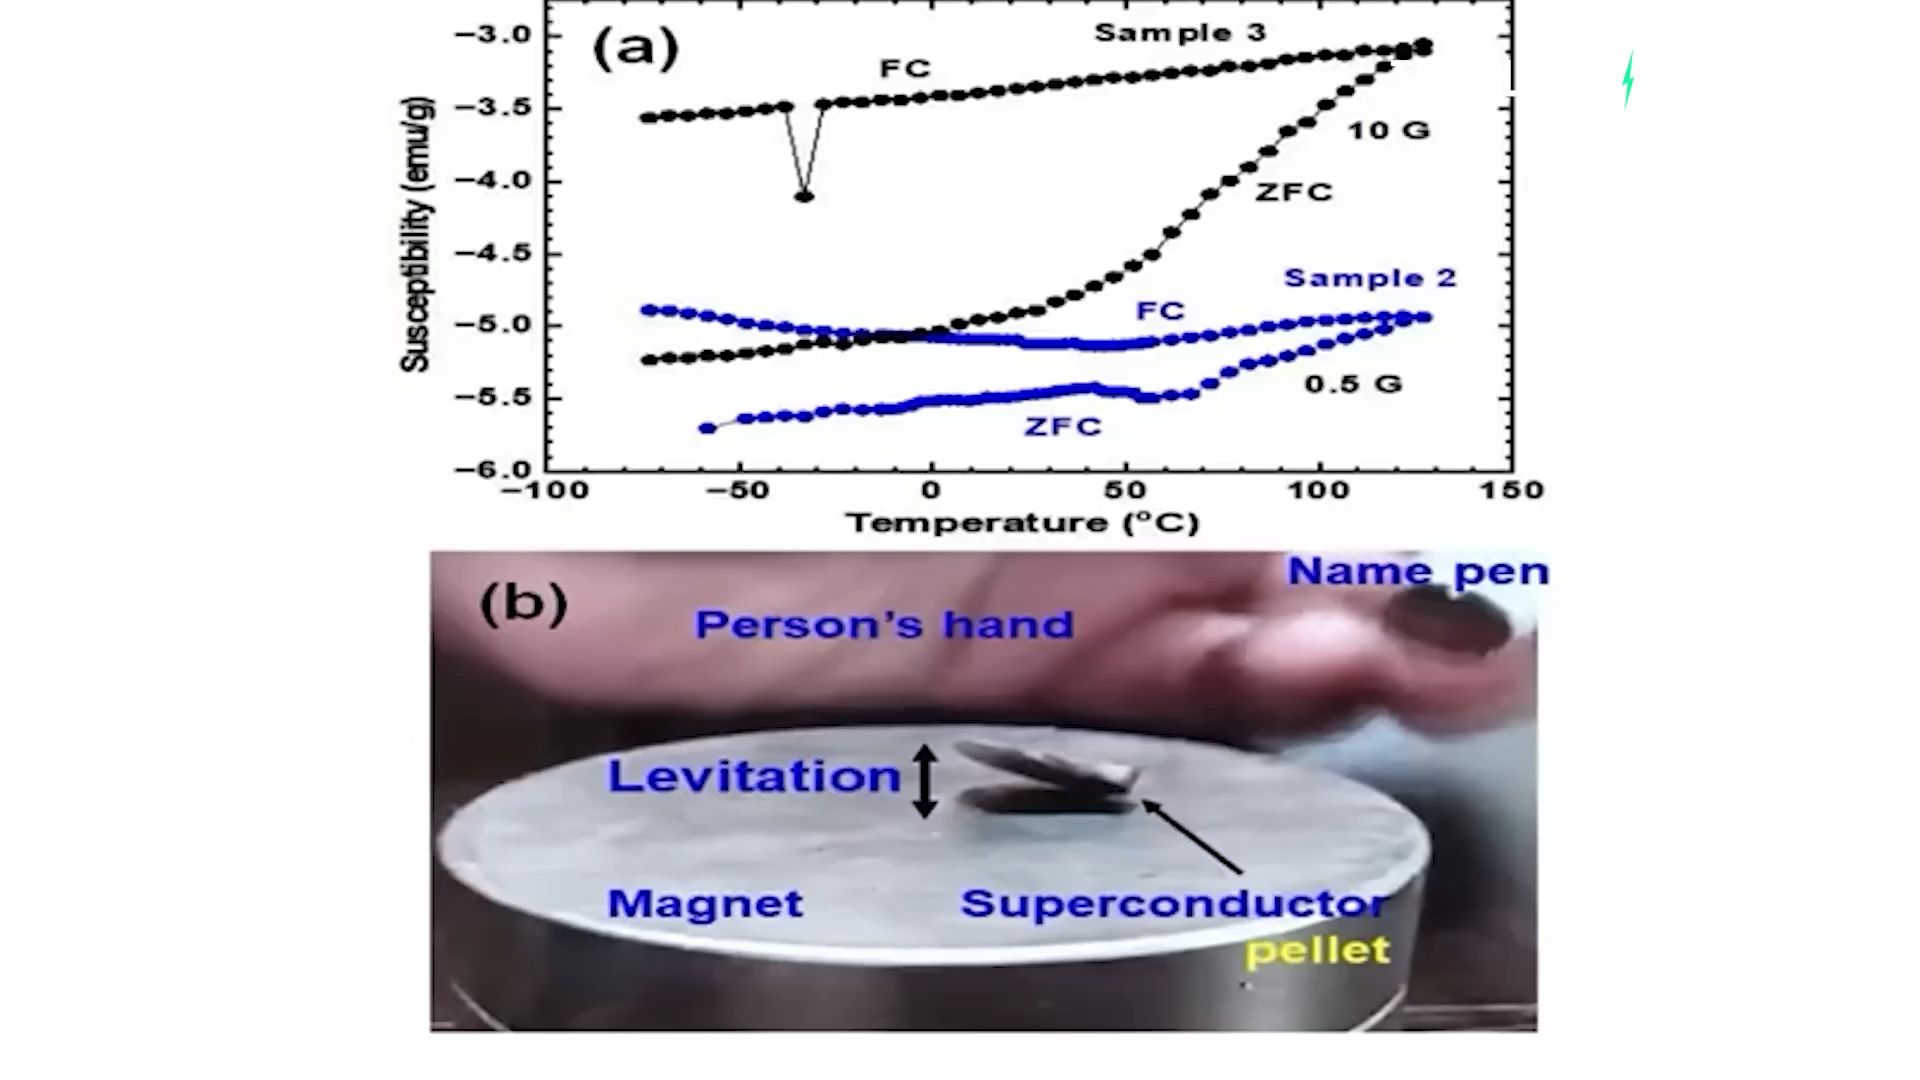 (a)
Sample 3
FC
10 G
ZFC
Sample 2
FC
0.5 G
ZFC
Susceptibility (emu/g)
−3.0
−3.5
−4.0
−4.5
−5.0
−5.5
−6.0
−100
−50
0
50
100
150
Temperature (°C)
(b)
Name pen
Person's hand
Levitation
Magnet
Superconductor
pellet